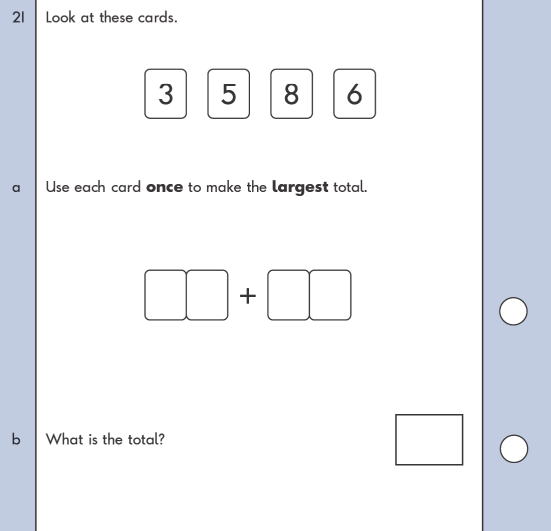 21 Look at these cards.
3 5 8 6
a Use each card once to make the largest total.
+
b What is the total?